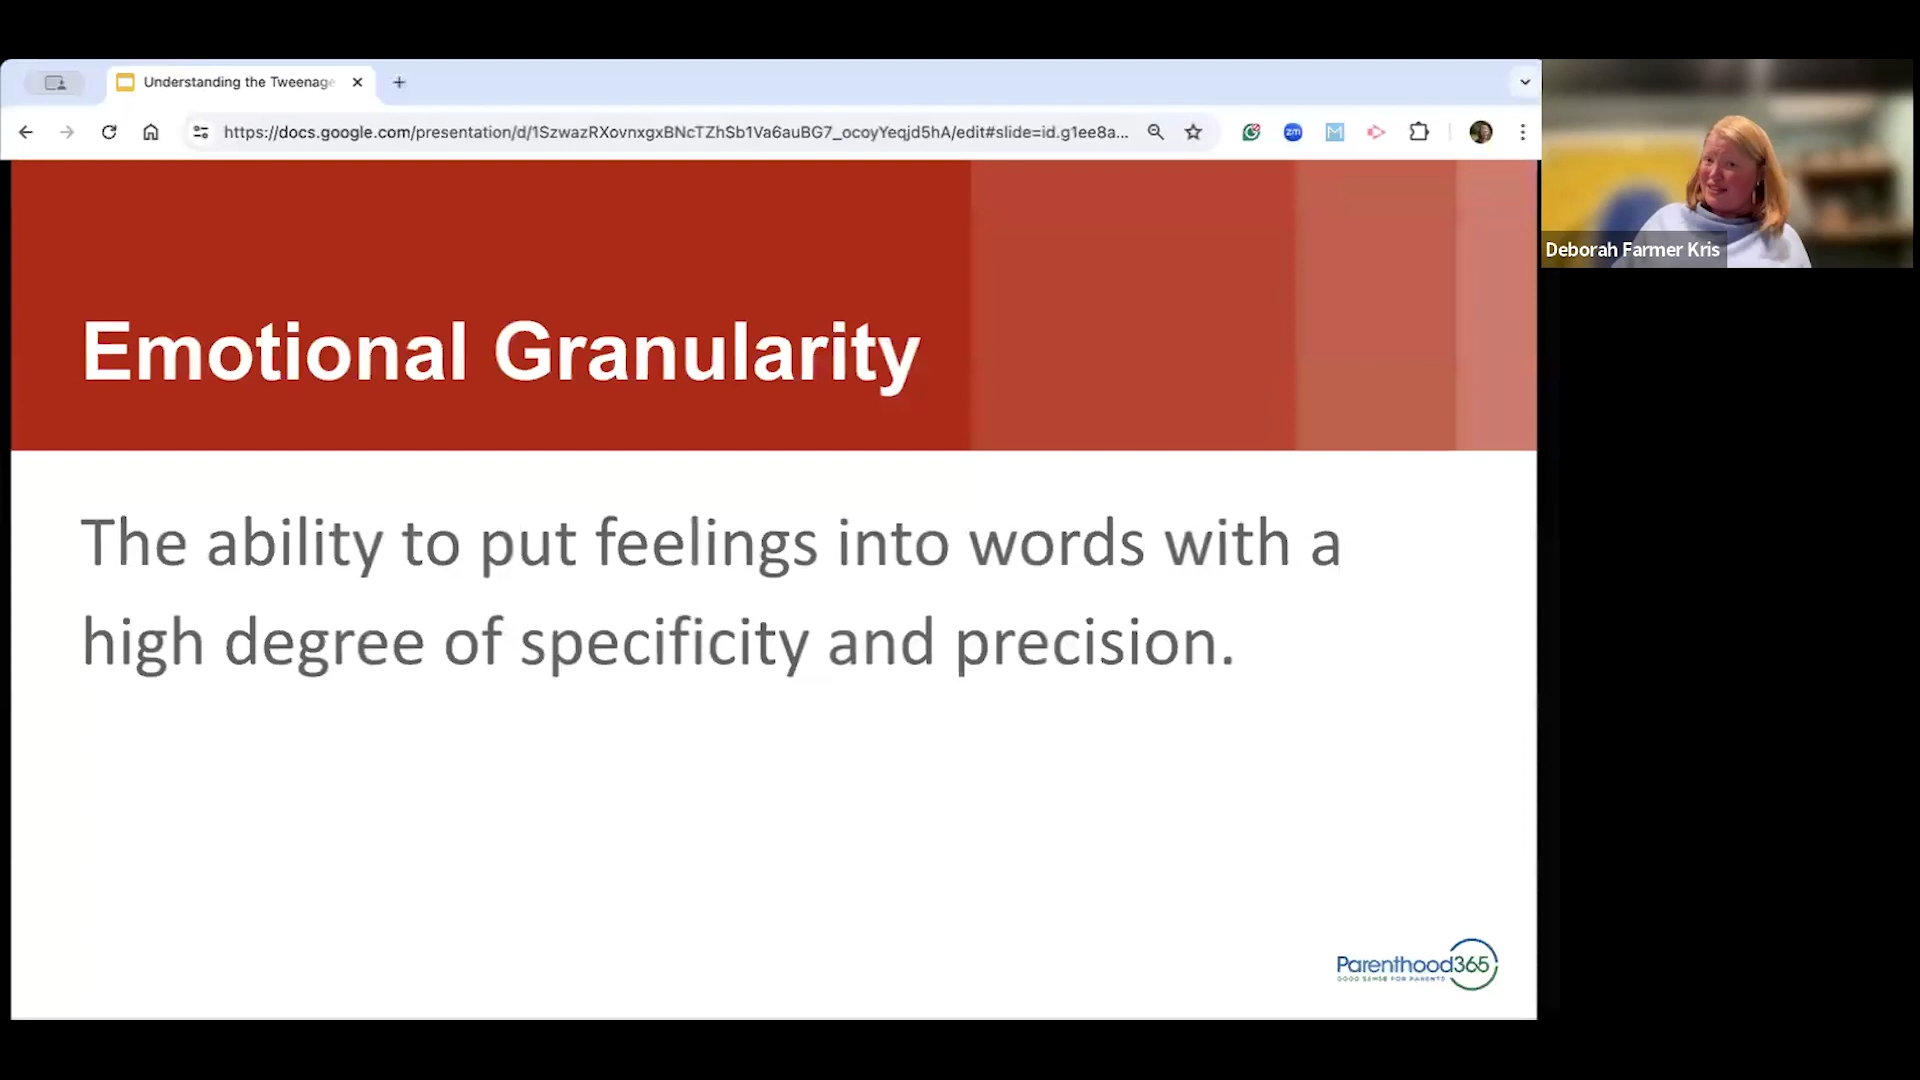 Understanding the Tweenage
https://docs.google.com/presentation/d/1SzwazRXovnxgxBNcTZhSb1Va6auBG7_ocoyYeqjd5hA/edit#slide=id.g1ee8a...
zm
M
Deborah Farmer Kris
Emotional Granularity
The ability to put feelings into words with a
high degree of specificity and precision.
Parenthood365
GOOD SENSE FOR PARENTS